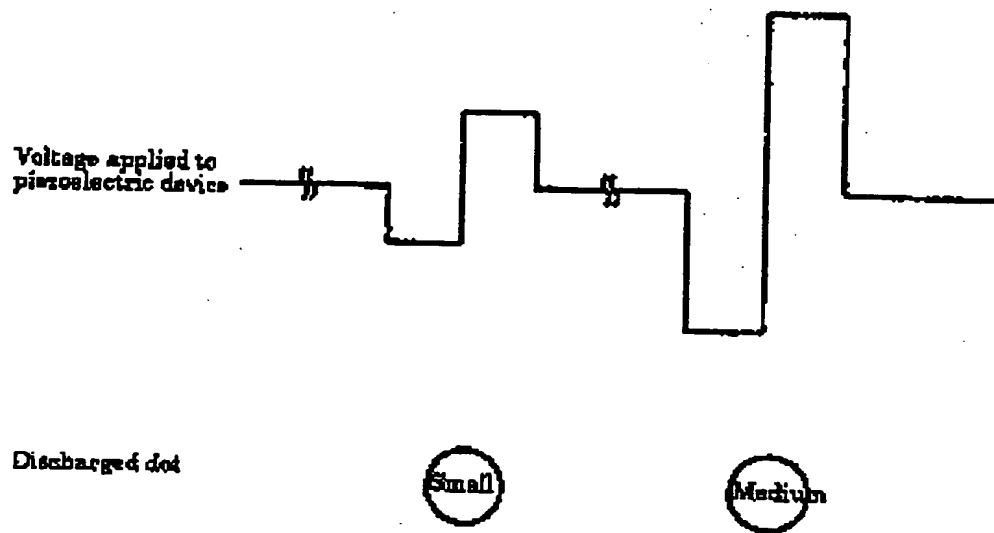 Voltage applied to
piezoelectric device
Discharged dot
Small
Medium